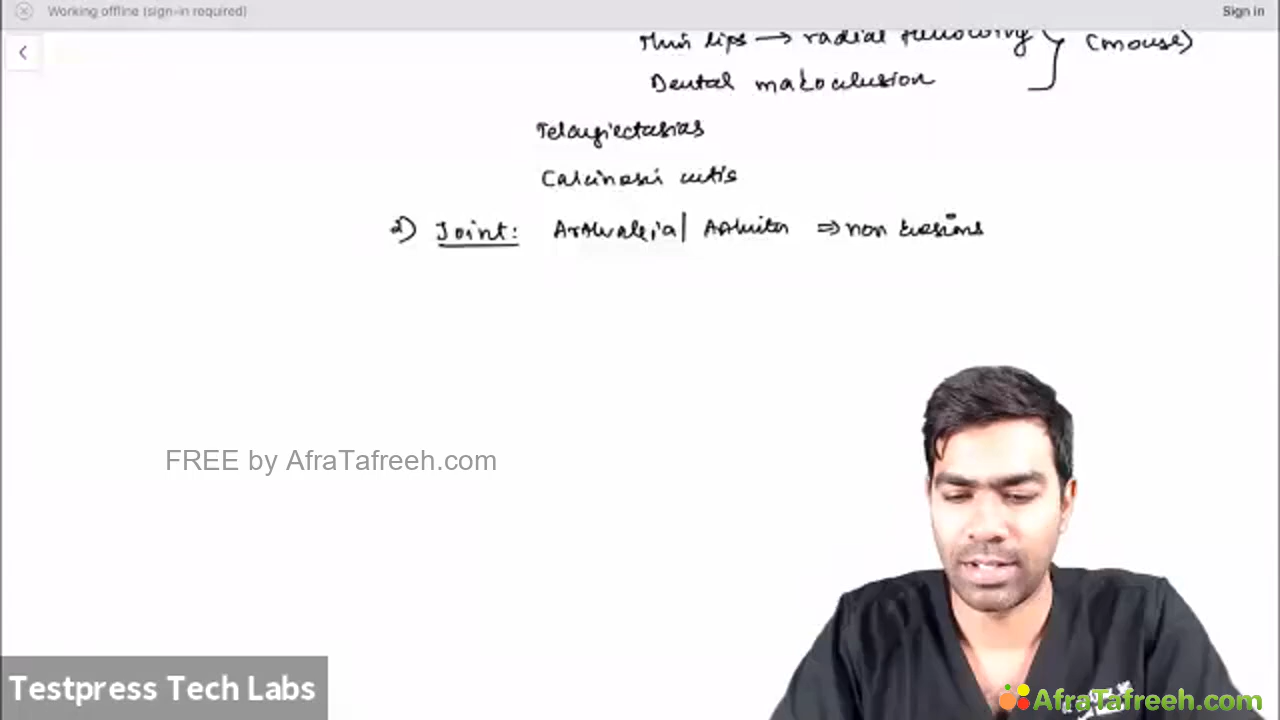 Working offline (sign-in required)
Sign in
Thin lips → radial furrowing (mouse)
Dental malocclusion
Telangiectasias
Calcinosis cutis
2) Joint: Arthralgia / Arthritis ⇒ non erosions
FREE by AfraTafreeh.com
Testpress Tech Labs
AfraTafreeh.com